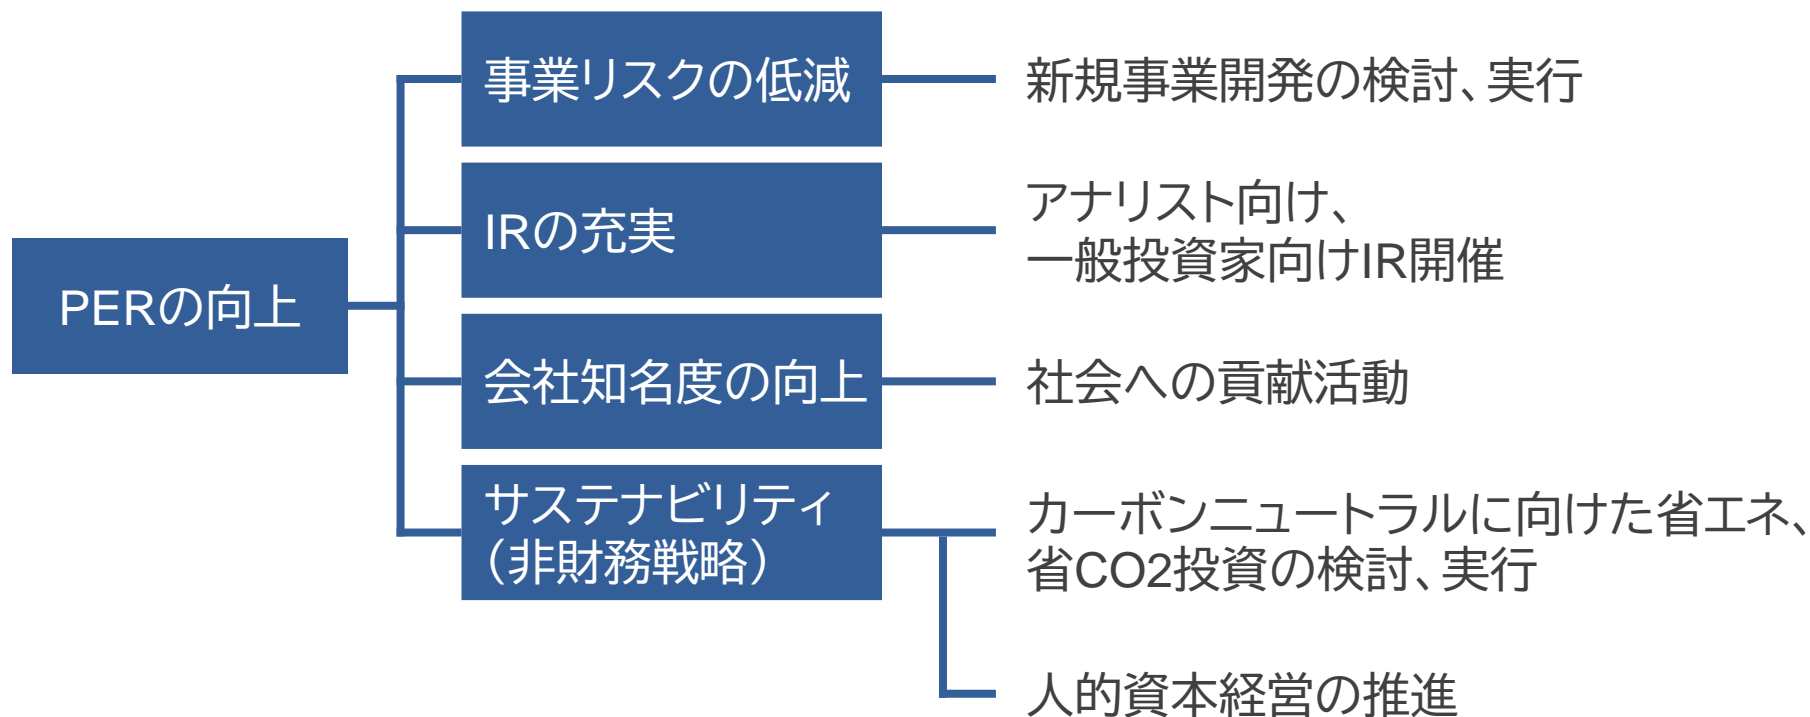 事業リスクの低減
新規事業開発の検討、実行
IRの充実
アナリスト向け、
一般投資家向けIR開催
PERの向上
会社知名度の向上
社会への貢献活動
サステナビリティ
（非財務戦略）
カーボンニュートラルに向けた省エネ、
省CO2投資の検討、実行
人的資本経営の推進